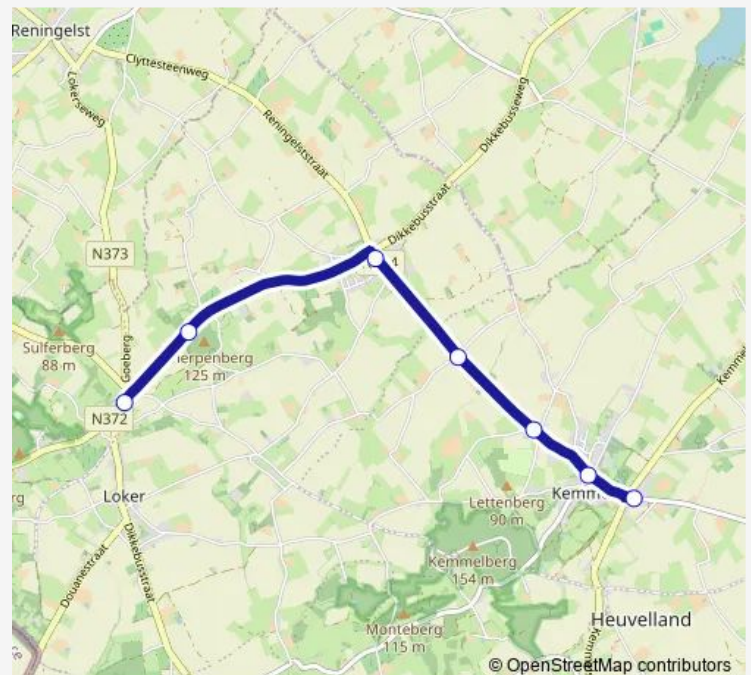 Reningelst
Clyttesteenweg
Lokerseweg
Reningelststraat
Dikkebusseweg
Dikkebusstraat
N373
Sulferberg
88 m
Goeberg
125 m
N372
Loker
Lettenberg
90 m
Kemmelberg
154 m
Douanestraat
Dikkebusstraat
Monteberg
115 m
Heuvelland
© OpenStreetMap contributors